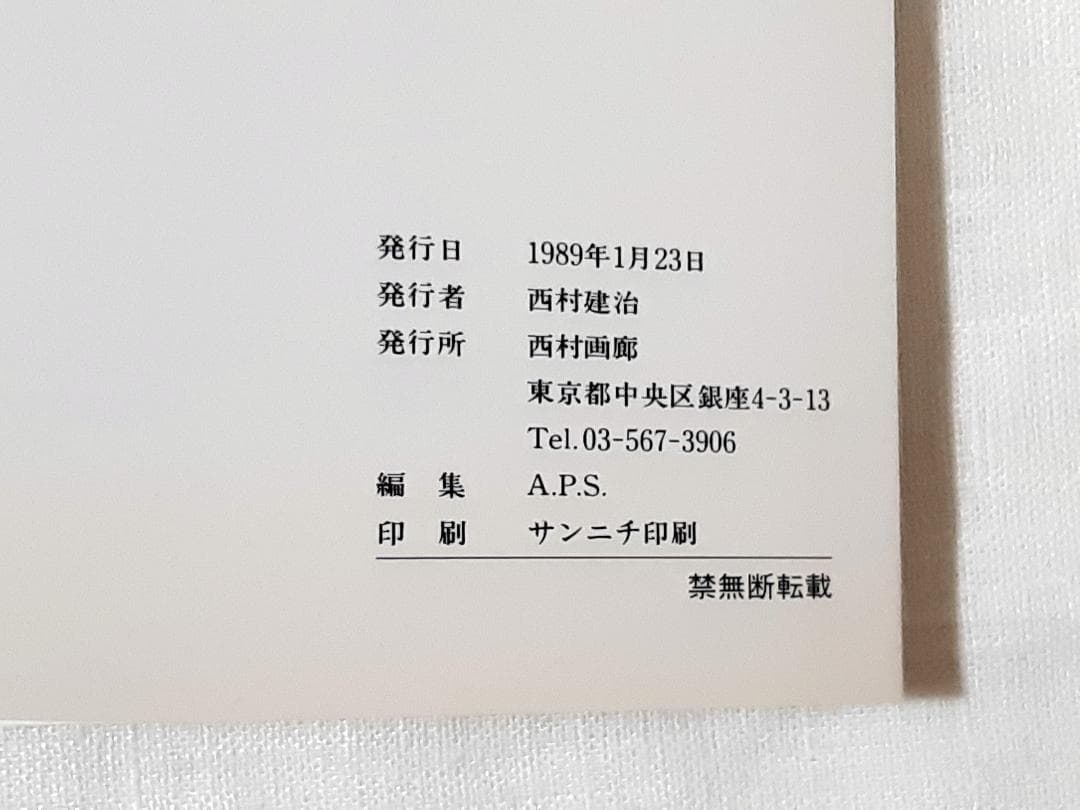 発行日 1989年1月23日
発行者 西村建治
発行所 西村画廊
東京都中央区銀座4-3-13
Tel.03-567-3906
編 集 A.P.S.
印 刷 サンニチ印刷
禁無断転載